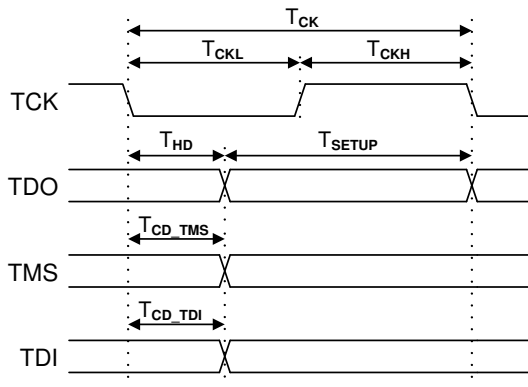 TCK
TCKL TCKH
TCK
THD TSETUP
TDO
TCD_TMS
TMS
TCD_TDI
TDI